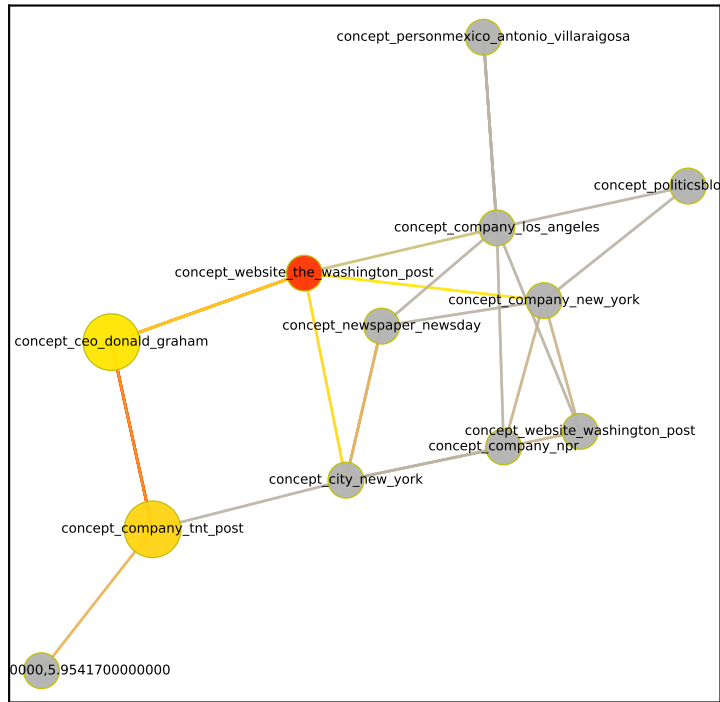 concept_personmexico_antonio_villaraigosa
concept_politicsblo
concept_company_los_angeles
concept_website_the_washington_post
concept_company_new_york
concept_newspaper_newsday
concept_ceo_donald_graham
concept_website_washington_post
concept_company_npr
concept_city_new_york
concept_company_tnt_post
0000,5.9541700000000